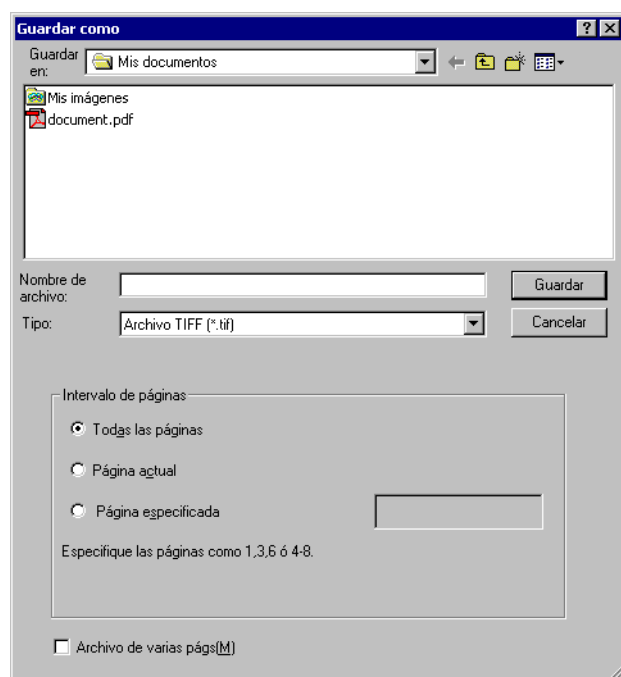 Guardar como
Guardar
en:
Mis documentos
Mis imágenes
document.pdf
Nombre de
archivo:
Guardar
Tipo:
Archivo TIFF (*.tif)
Cancelar
Intervalo de páginas
Todas las páginas
Página actual
Página especificada
Especifique las páginas como 1,3,6 ó 4-8.
Archivo de varias págs(M)